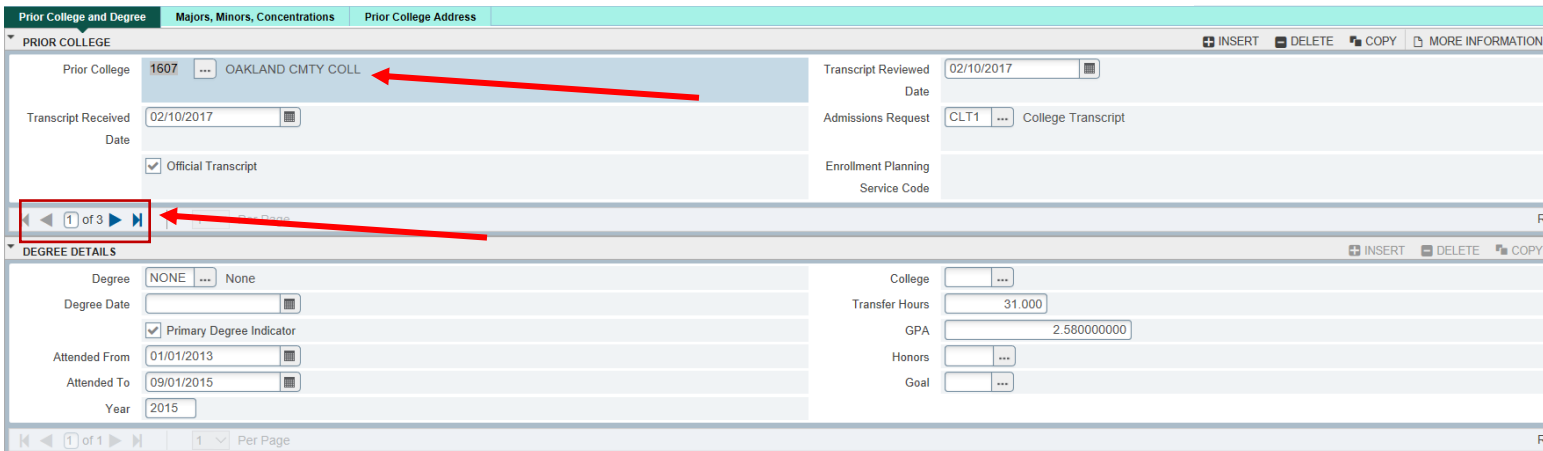 Prior College and Degree Majors, Minors, Concentrations Prior College Address
PRIOR COLLEGE INSERT DELETE COPY MORE INFORMATION
Prior College 1607 ... OAKLAND CMTY COLL Transcript Reviewed 02/10/2017
Date
Transcript Received 02/10/2017 Admissions Request CLT1 ... College Transcript
Date
Official Transcript Enrollment Planning
Service Code
1 of 3 Per Page R
DEGREE DETAILS INSERT DELETE COPY
Degree NONE ... None College ...
Degree Date Transfer Hours 31.000
Primary Degree Indicator GPA 2.580000000
Attended From 01/01/2013 Honors ...
Attended To 09/01/2015 Goal ...
Year 2015
1 of 1 1 Per Page R